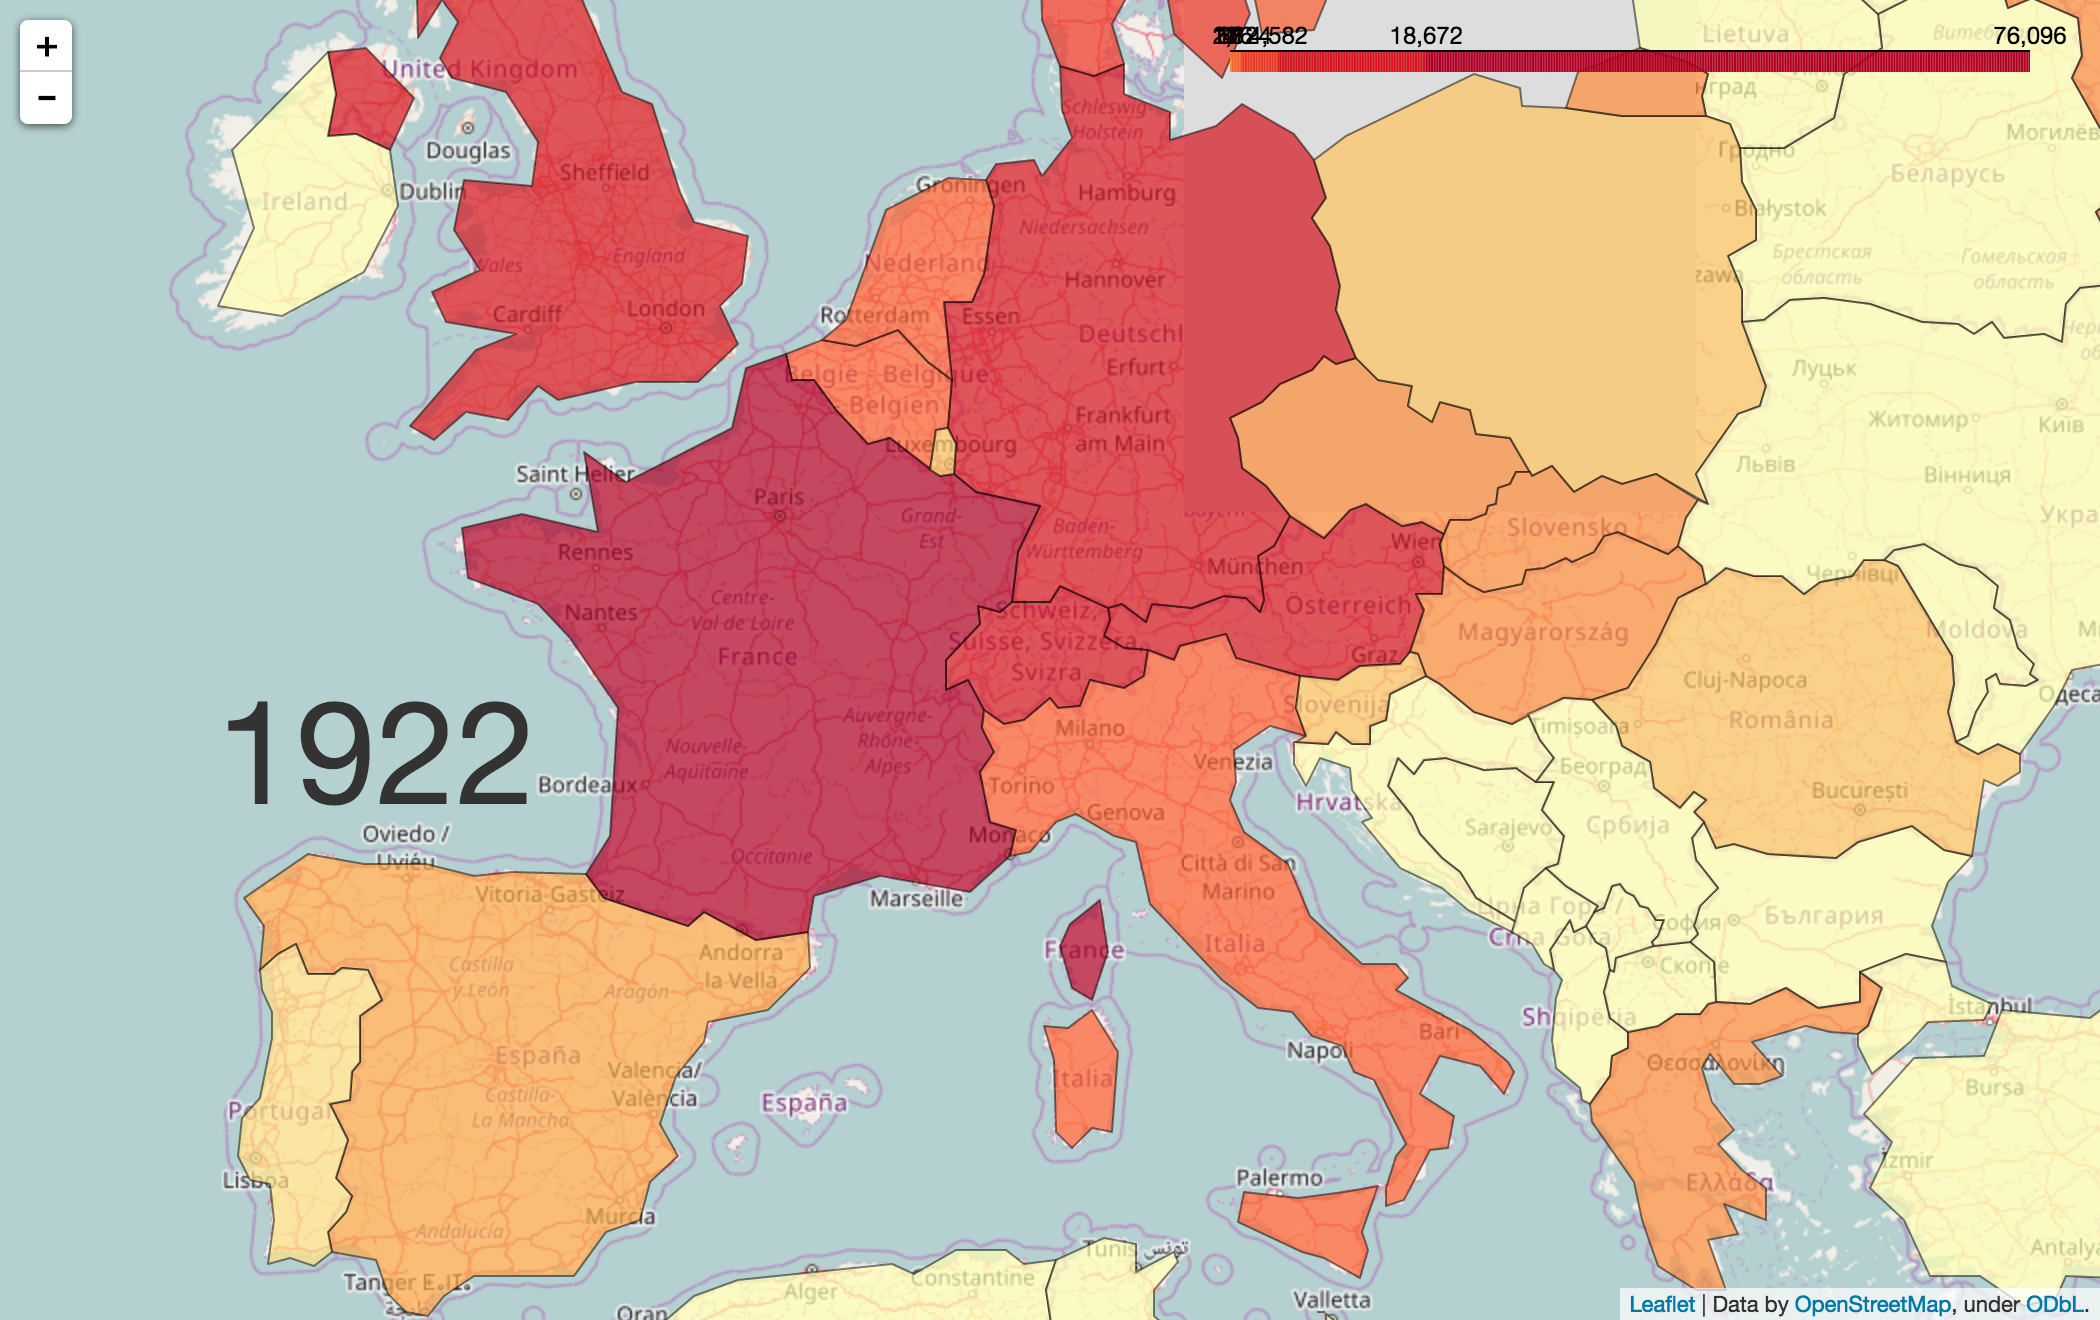 +
−
United Kingdom
Douglas
Dublin
Ireland
Sheffield
Wales
England
Cardiff
London
Schleswig-
Holstein
Hamburg
Groningen
Niedersachsen
Nederland
Hannover
Rotterdam
Essen
Deutschl
Erfurt
België - Belgique
Belgien
Frankfurt
am Main
Luxembourg
18,672
76,096
Lietuva
Могилёв
Гродно
Беларусь
Białystok
Брестская
область
Гомельская
область
zawa
Луцьк
Житомир
Київ
Львів
Вінниця
Укра
Чернівці
Saint Helier
Paris
Grand-
Est
Baden-
Württemberg
Rennes
München
Wien
Slovensko
Nantes
Centre-
Val de Loire
France
Schweiz,
Suisse, Svizzera,
Svizra
Österreich
Graz
Magyarország
Moldova
Cluj-Napoca
România
Одеса
Slovenija
Timișoara
Milano
Auvergne-
Rhône-
Alpes
Nouvelle-
Aquitaine
1922
Bordeaux
Torino
Venezia
Београд
București
Hrvatska
Genova
Sarajevo
Србија
Monaco
Oviedo /
Uviéu
Occitanie
Città di San
Marino
Vitoria-Gasteiz
Marseille
Црна Гора /
Crna Gora
София
България
Andorra
la Vella
France
Italia
Скопје
Castilla
y León
Aragón
İstanbul
Shqipëria
Bari
Napoli
España
Valencia/
València
Θεσσαλονίκη
Italia
Bursa
Castilla-
La Mancha
España
Portugal
Lisboa
Palermo
İzmir
Ελλάδα
Murcia
Andalucía
Tunis تونس
Antalya
Tanger
طنجة
Alger
Constantine
Oran
Valletta
Leaflet | Data by OpenStreetMap, under ODbL.